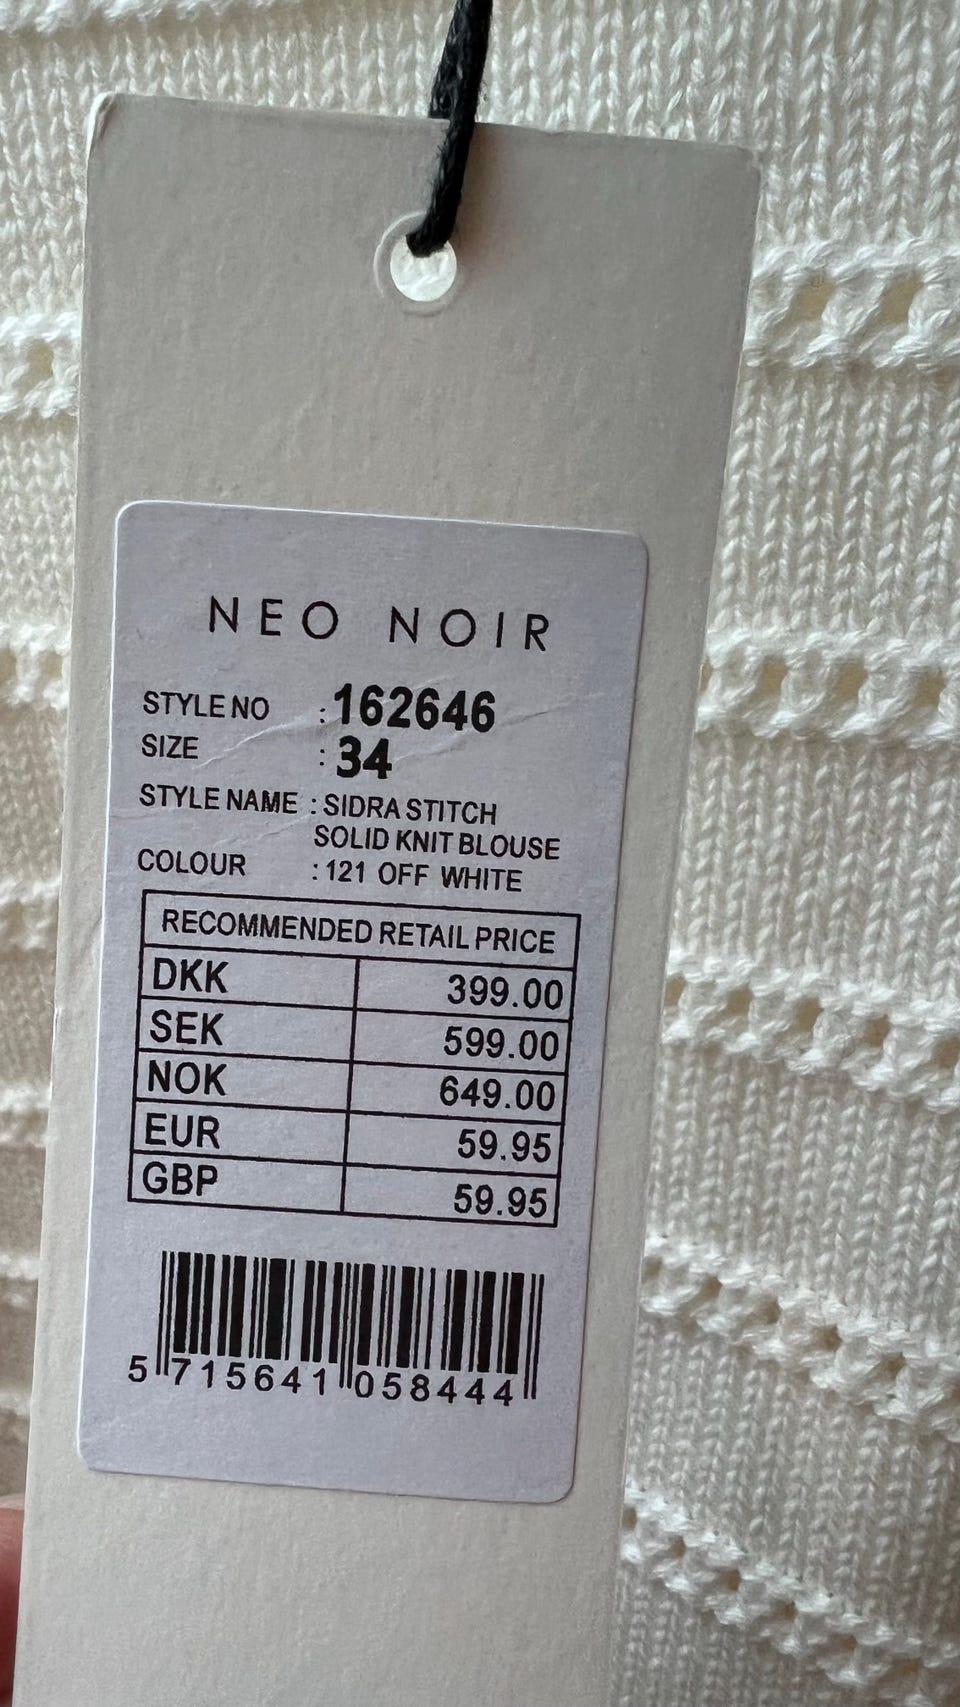 NEO NOIR
STYLE NO : 162646
SIZE : 34
STYLE NAME : SIDRA STITCH
SOLID KNIT BLOUSE
COLOUR : 121 OFF WHITE
RECOMMENDED RETAIL PRICE
DKK 399.00
SEK 599.00
NOK 649.00
EUR 59.95
GBP 59.95
5 715641 058444